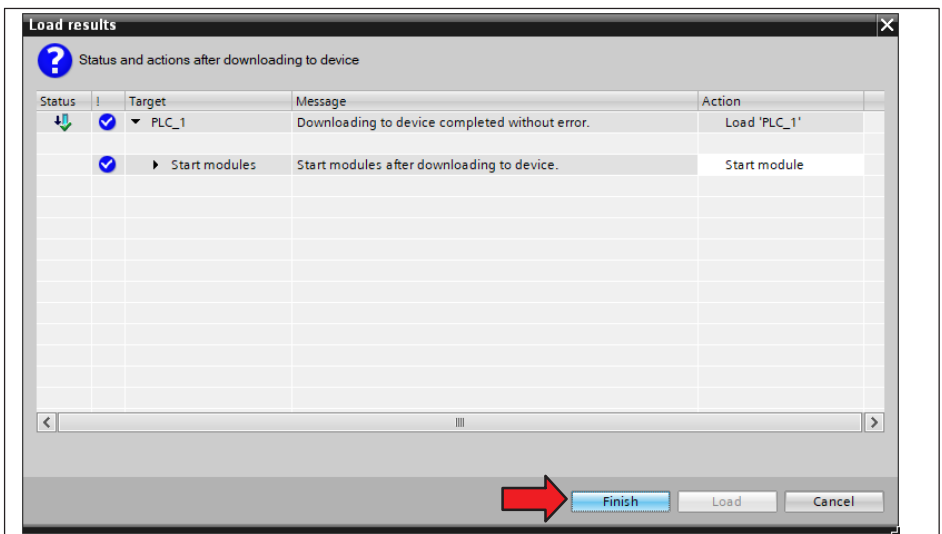 Load results
Status and actions after downloading to device
Status ! Target Message Action
PLC_1 Downloading to device completed without error. Load 'PLC_1'
Start modules Start modules after downloading to device. Start module
Finish Load Cancel